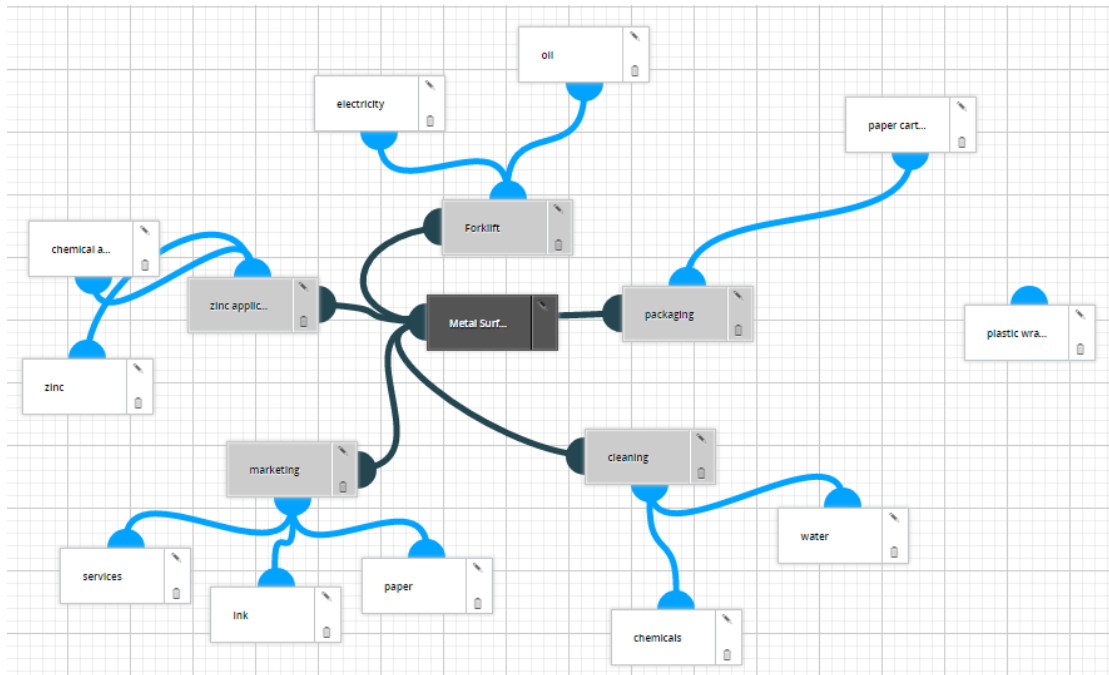 oil
electricity
paper cart...
Forklift
chemical a...
zinc applic...
Metal Surf...
packaging
plastic wra...
zinc
marketing
cleaning
services
ink
paper
water
chemicals